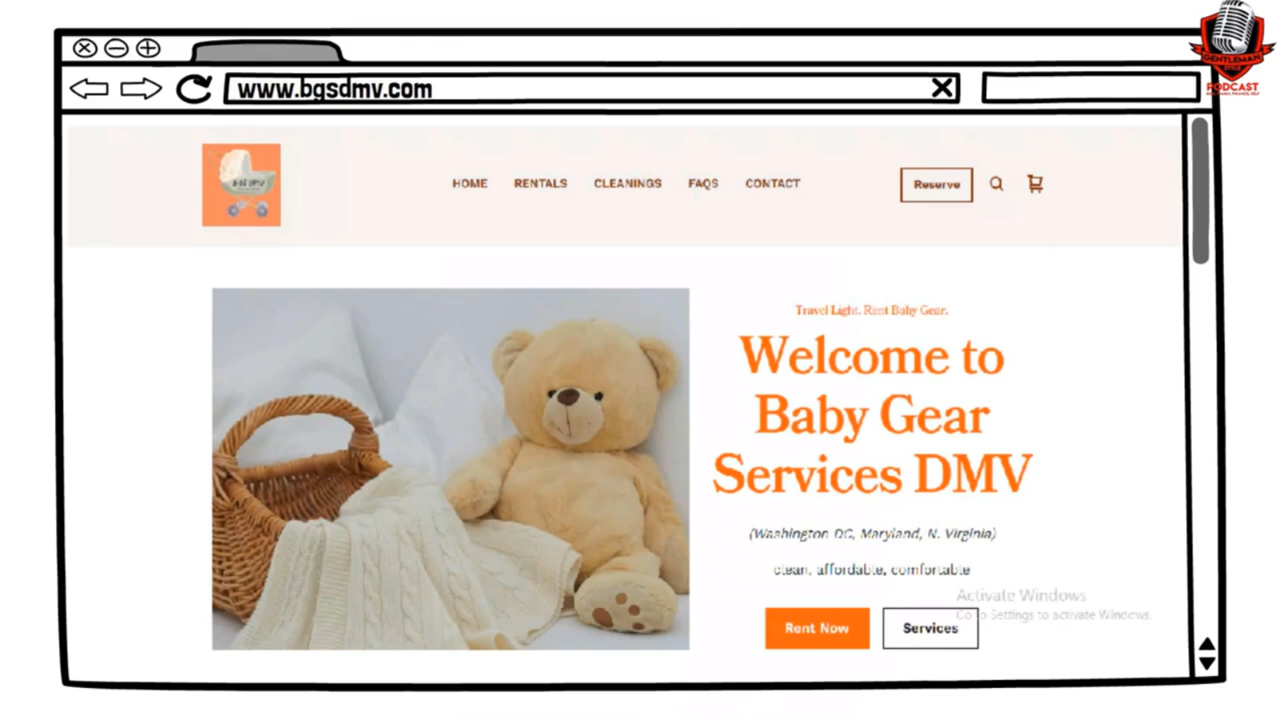 GENTLEMAN
STYLE
PODCAST
www.bgsdmv.com
HOME RENTALS CLEANINGS FAQS CONTACT Reserve
Travel Light. Rent Baby Gear.
Welcome to
Baby Gear
Services DMV
(Washington DC, Maryland, N. Virginia)
clean, affordable, comfortable
Activate Windows
Go to Settings to activate Windows.
Rent Now Services